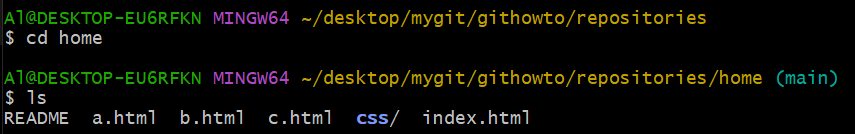 Al@DESKTOP-EU6RFKN MINGW64 ~/desktop/mygit/githowto/repositories
$ cd home
Al@DESKTOP-EU6RFKN MINGW64 ~/desktop/mygit/githowto/repositories/home (main)
$ ls
README  a.html  b.html  c.html  css/  index.html